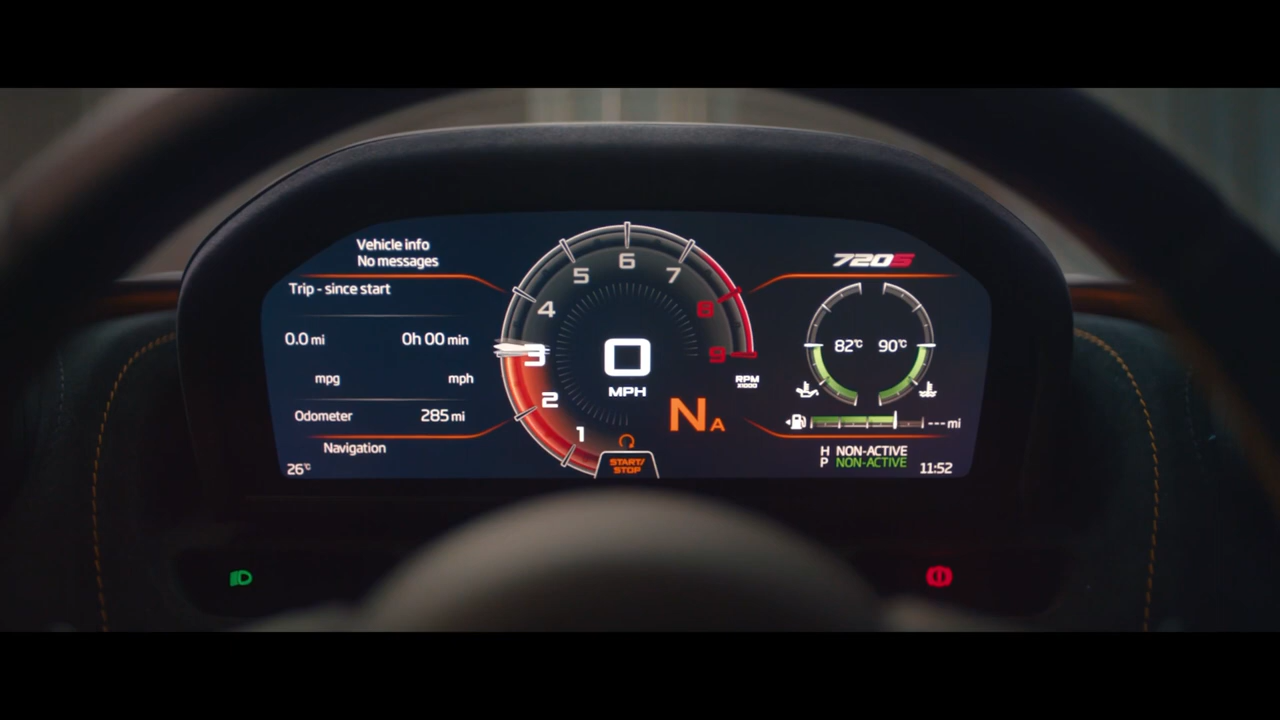 Vehicle info
No messages
Trip - since start
0.0 mi 0h 00 min
mpg mph
Odometer 285 mi
Navigation
26°C
1
2
3
4
5
6
7
8
9
0
MPH
RPM
X1000
NA
START/
STOP
720S
82°C 90°C
--- mi
H NON-ACTIVE
P NON-ACTIVE
11:52